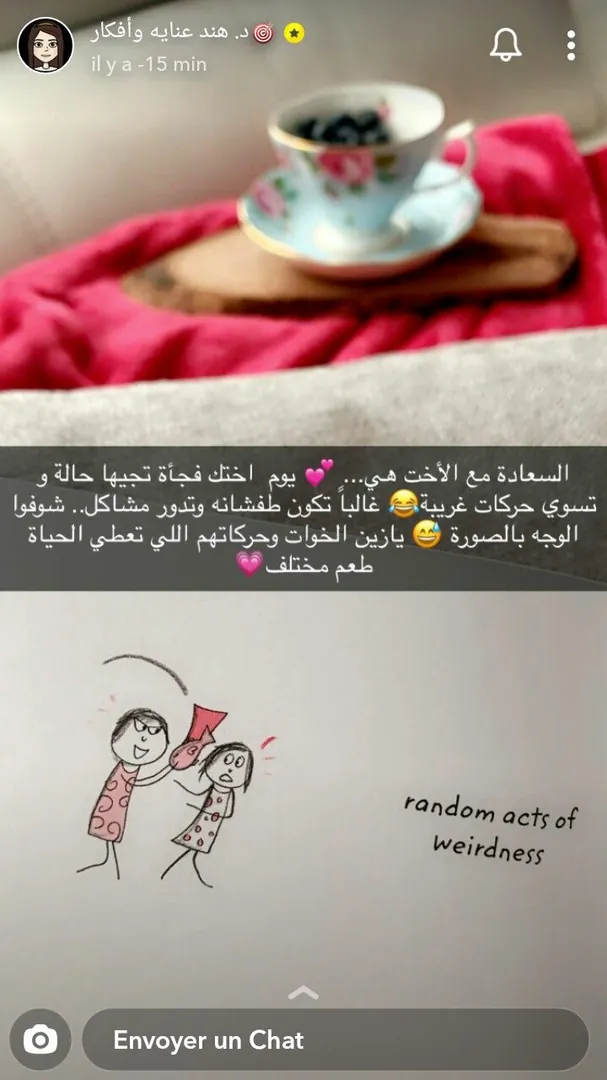 د. هند عنايه وأفكار🎯
il y a -15 min
السعادة مع الأخت هي... 💕 يوم اختك فجأة تجيها حالة و
تسوي حركات غريبة😂 غالباً تكون طفشانه وتدور مشاكل.. شوفوا
الوجه بالصورة 😅 يازين الخوات وحركاتهم اللي تعطي الحياة
طعم مختلف💗
random acts of
weirdness
Envoyer un Chat